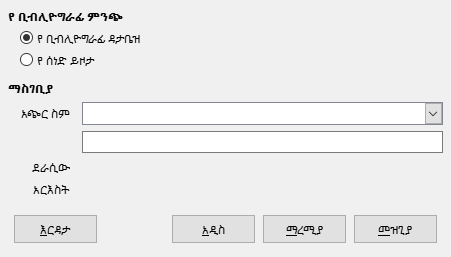 የ ቢብሊዮግራፊ ምንጭ
የ ቢብሊዮግራፊ ዳታቤዝ
የ ሰነድ ይዞታ
ማስገቢያ
አጭር ስም
ደራሲው
አርእስት
እርዳታ አዲስ ማረሚያ መዝጊያ